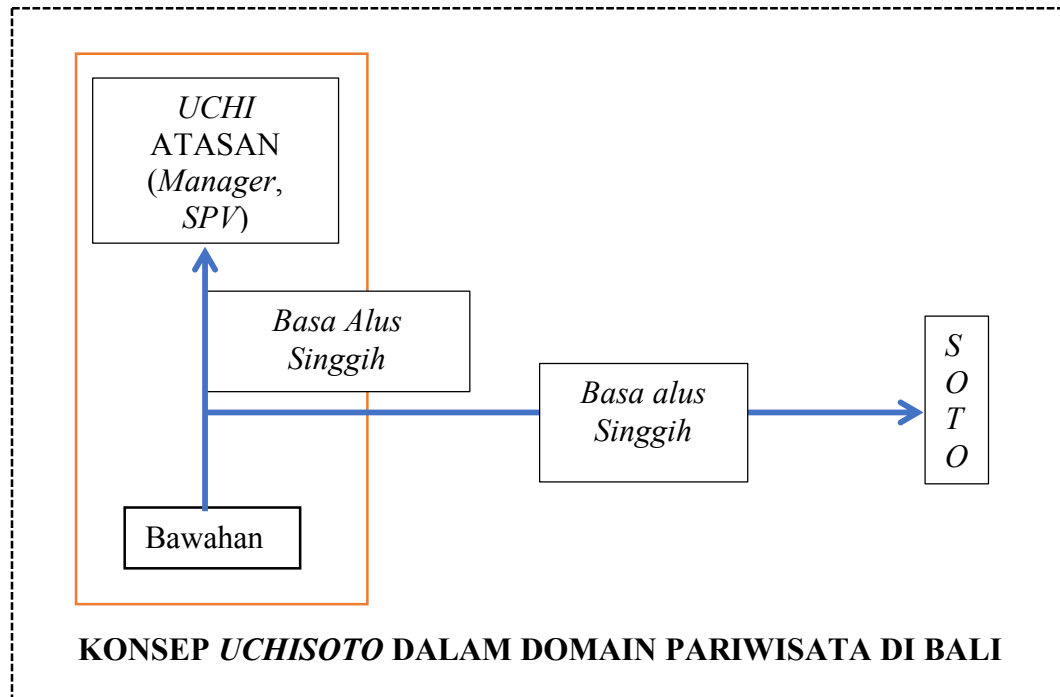 UCHI
ATASAN
(Manager,
SPV)
Basa Alus
Singgih
Basa alus
Singgih
S
O
T
O
Bawahan
KONSEP UCHISOTO DALAM DOMAIN PARIWISATA DI BALI